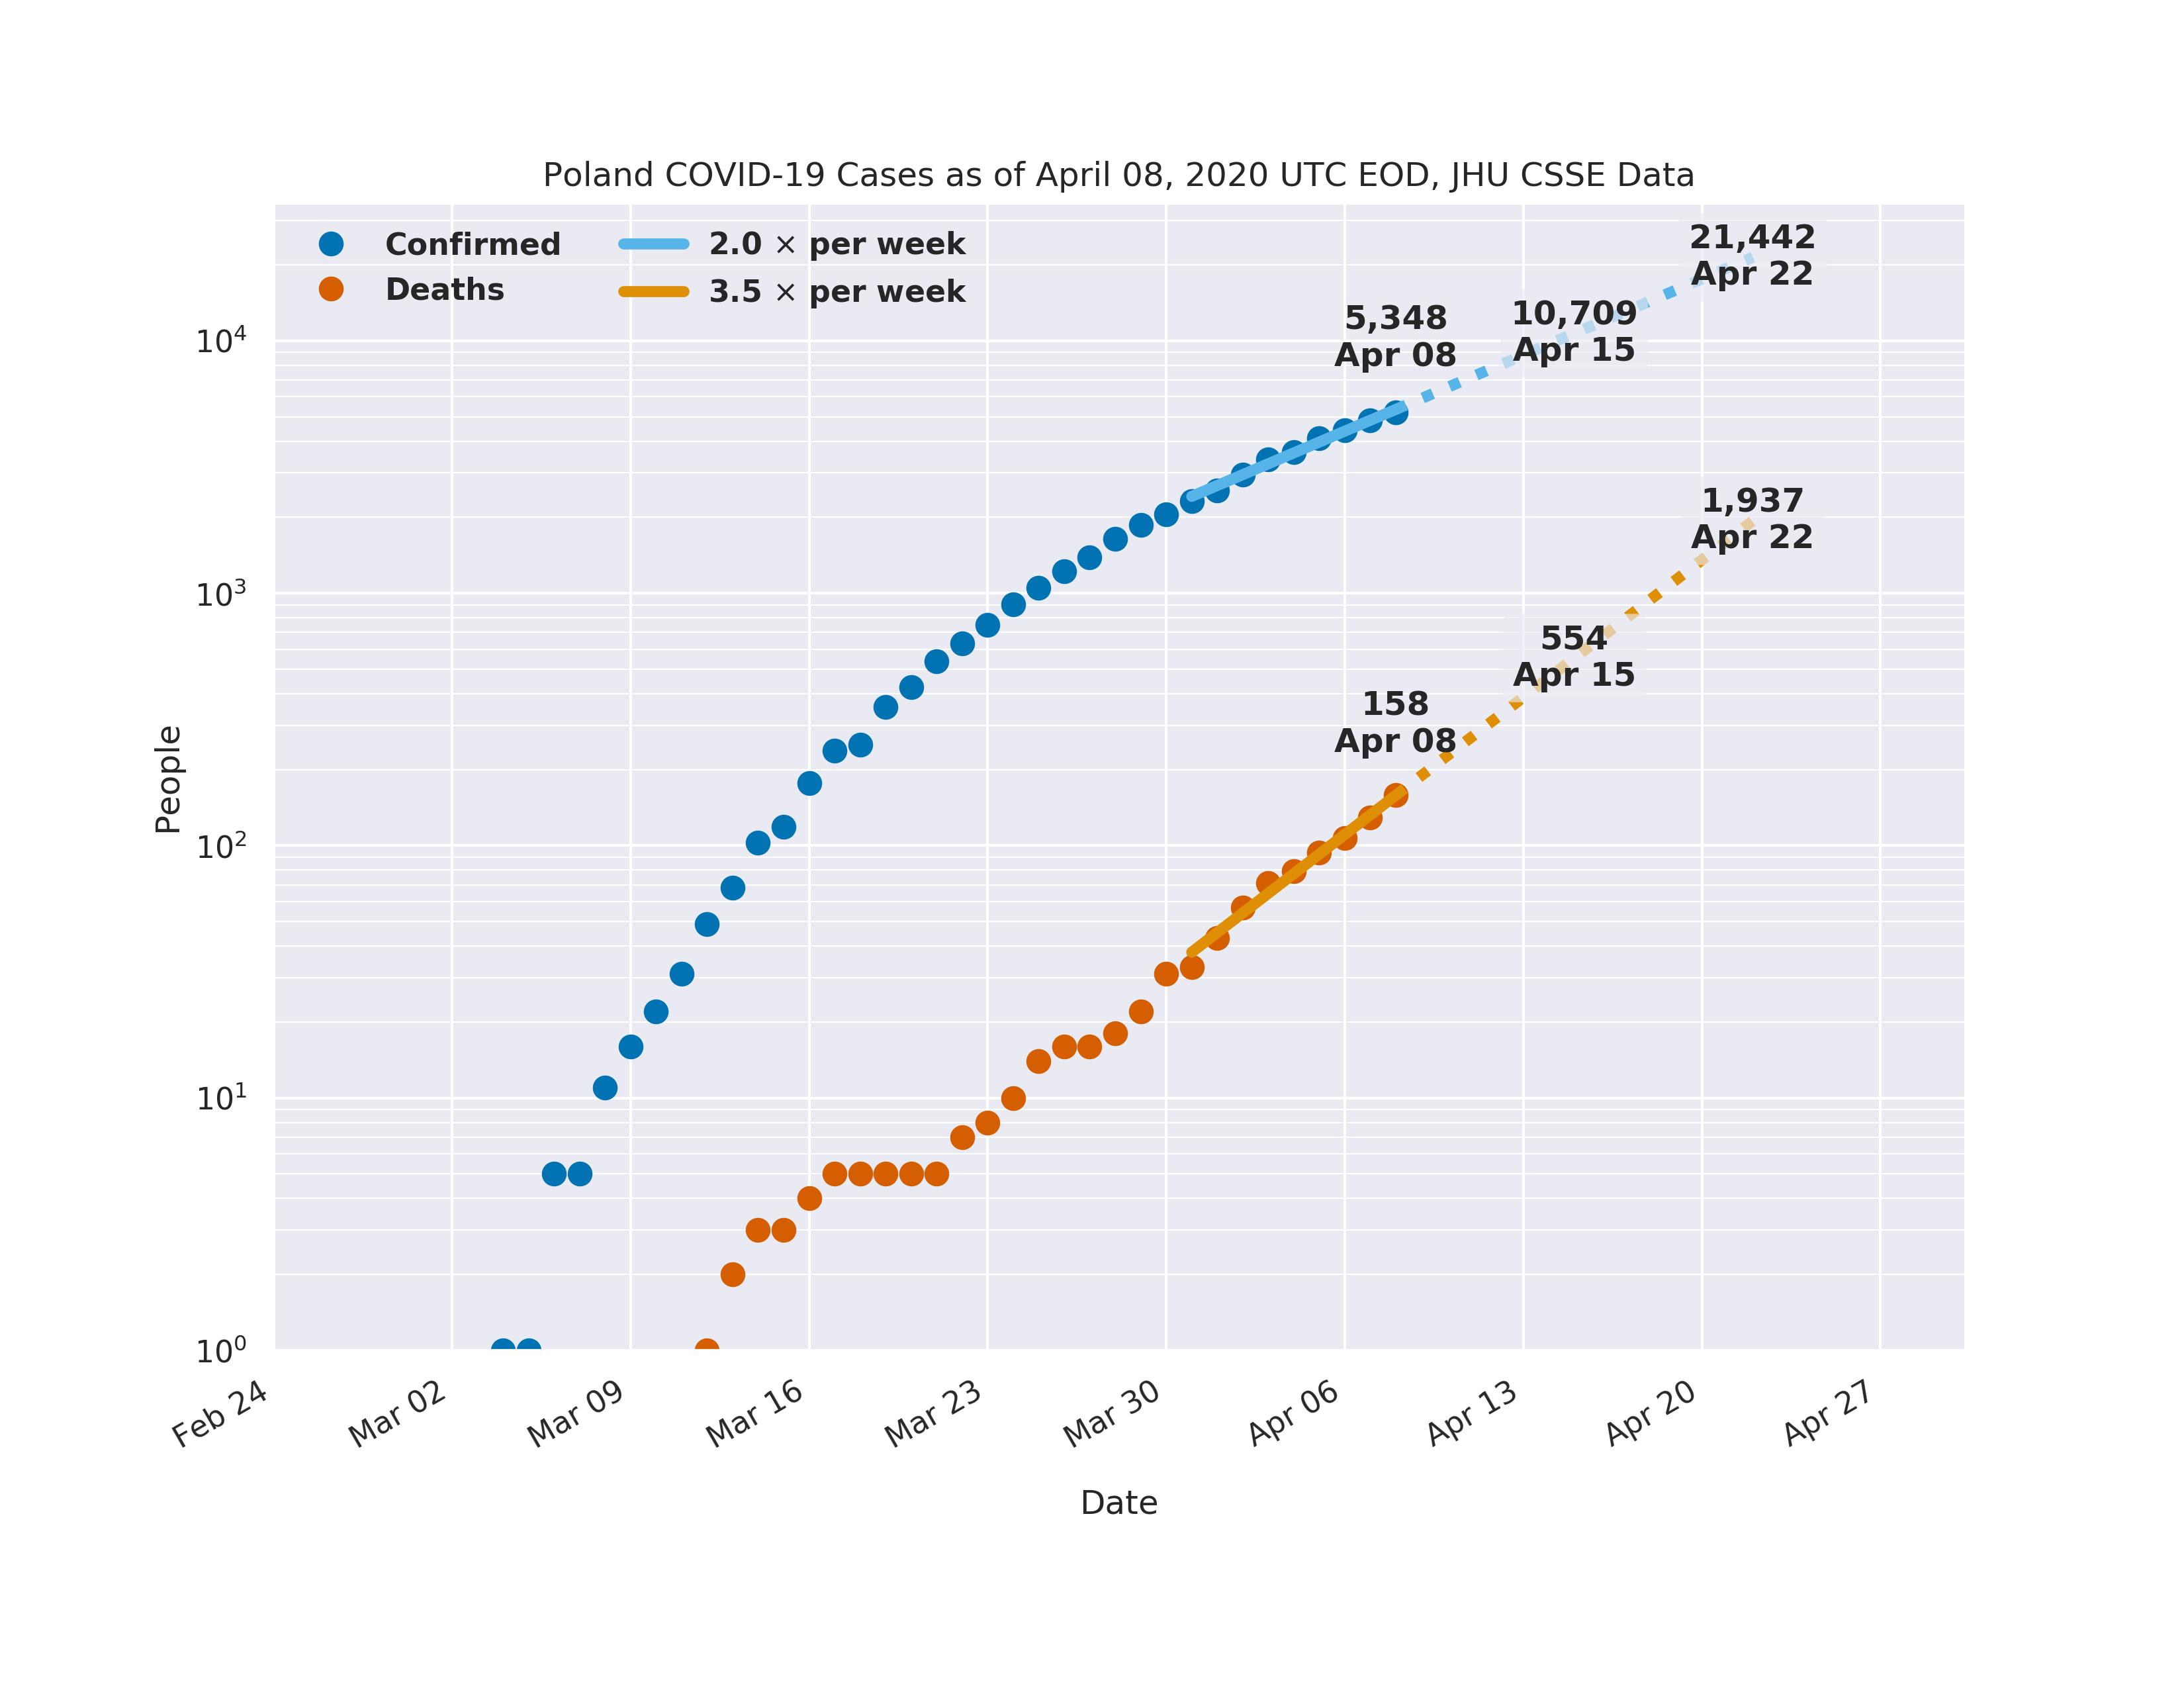 Poland COVID-19 Cases as of April 08, 2020 UTC EOD, JHU CSSE Data
Confirmed
Deaths
2.0 × per week
3.5 × per week
21,442
Apr 22
5,348
Apr 08
10,709
Apr 15
1,937
Apr 22
554
Apr 15
158
Apr 08
People
10⁴
10³
10²
10¹
10⁰
Feb 24
Mar 02
Mar 09
Mar 16
Mar 23
Mar 30
Apr 06
Apr 13
Apr 20
Apr 27
Date